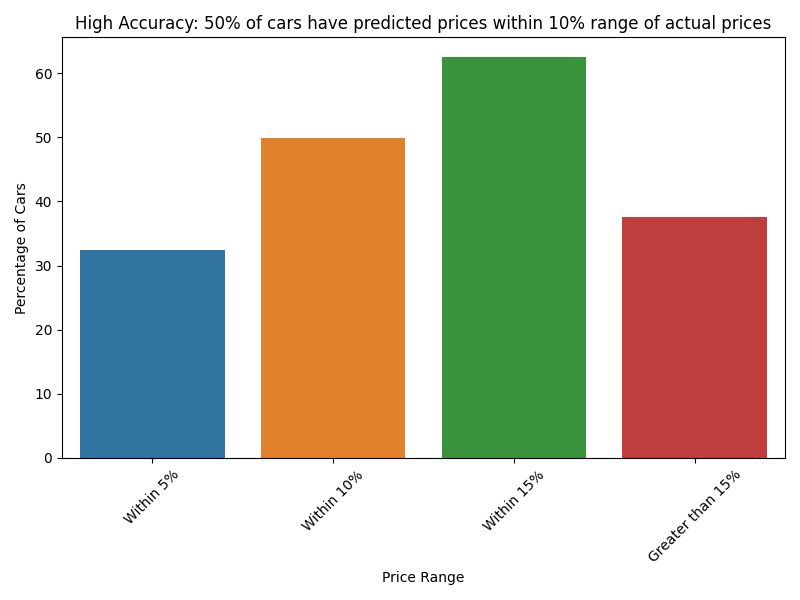 High Accuracy: 50% of cars have predicted prices within 10% range of actual prices
Percentage of Cars
60
50
40
30
20
10
0
Within 5%
Within 10%
Within 15%
Greater than 15%
Price Range